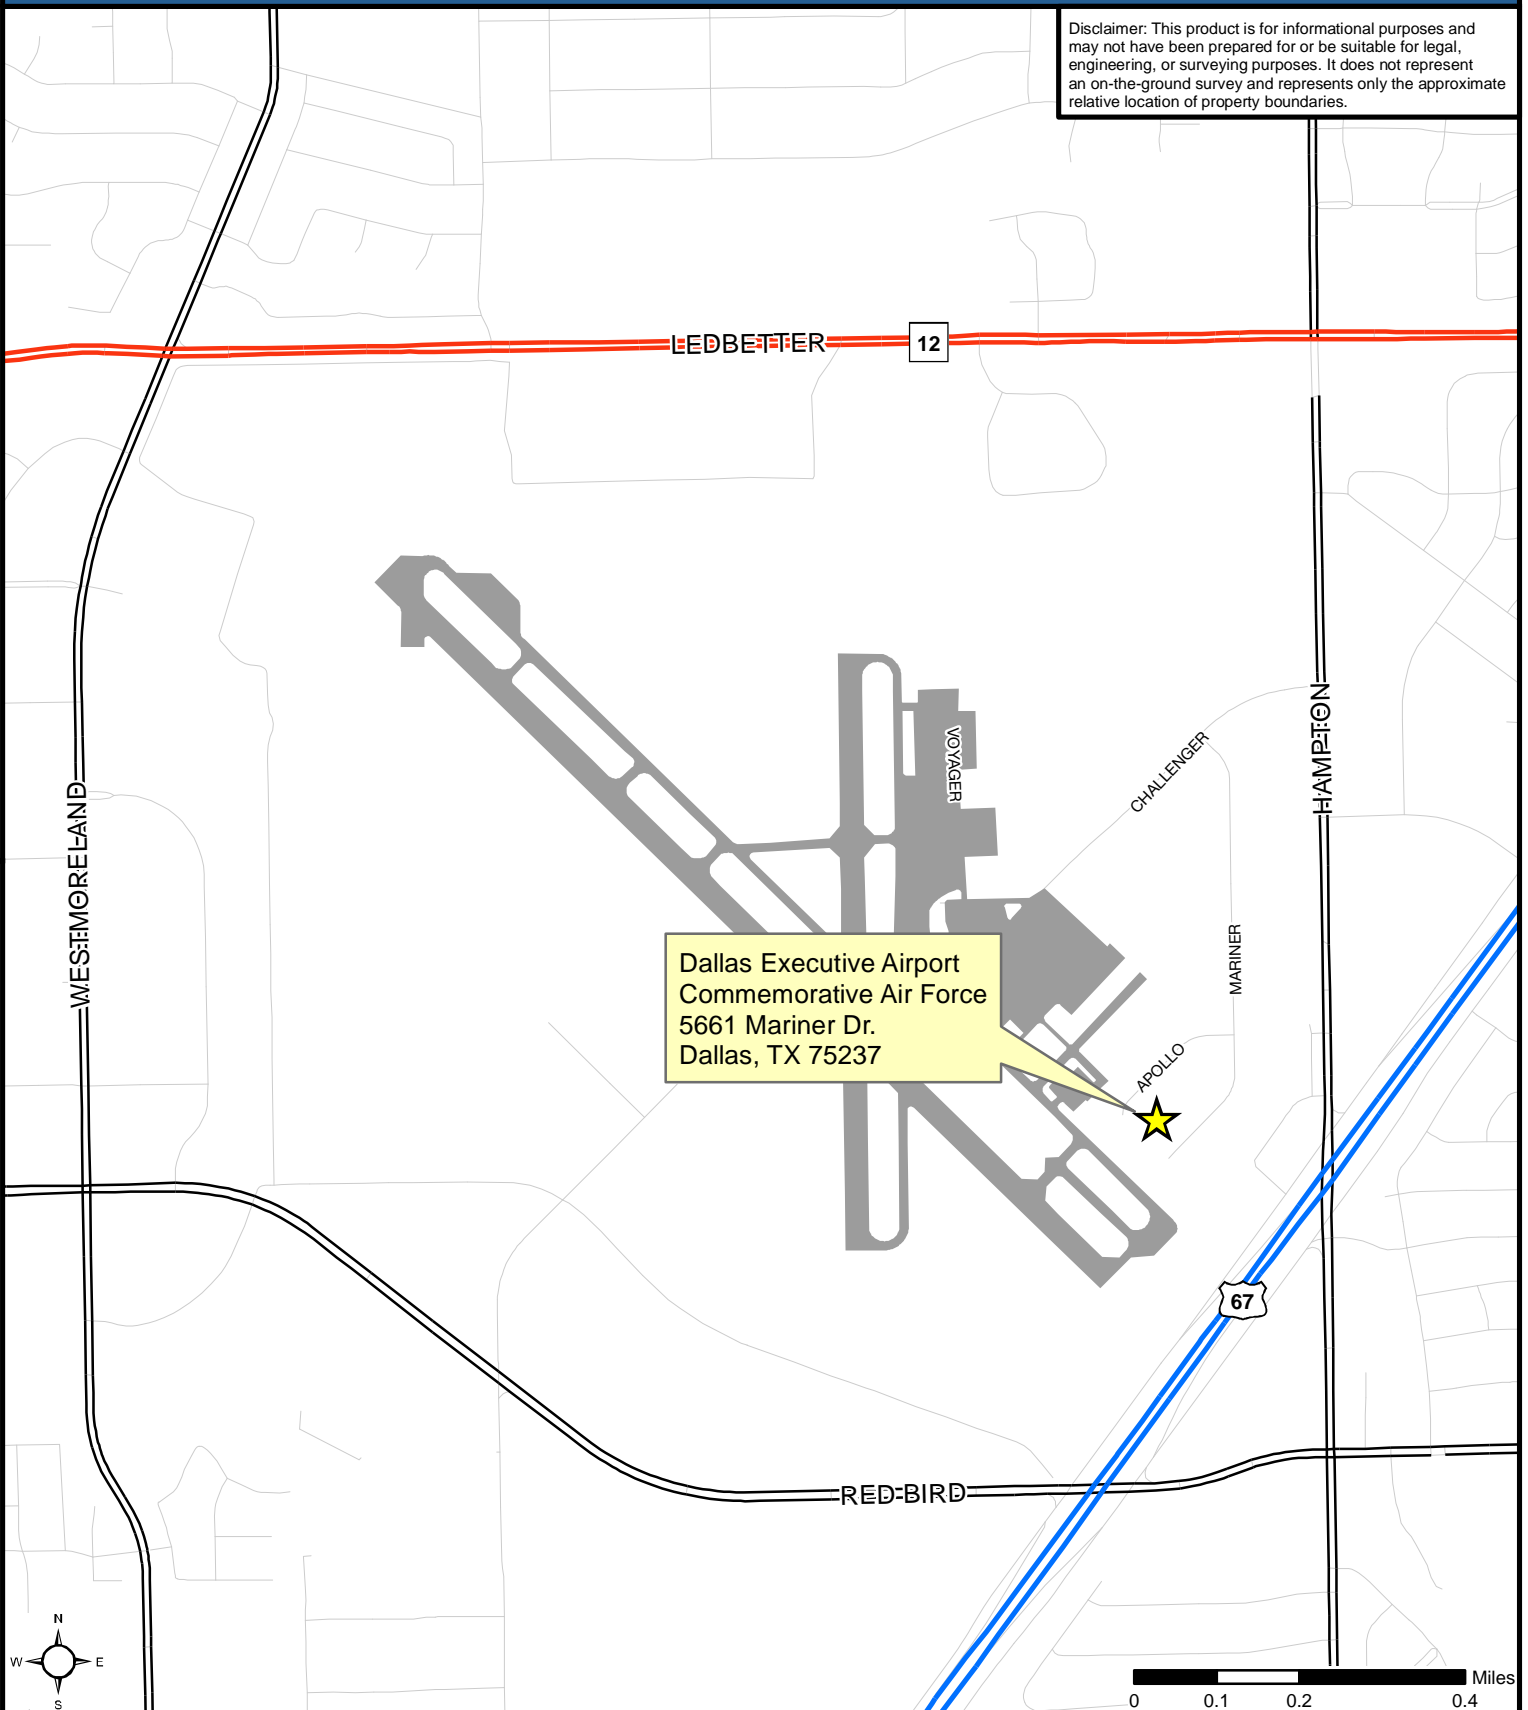 Disclaimer: This product is for informational purposes and
may not have been prepared for or be suitable for legal,
engineering, or surveying purposes. It does not represent
an on-the-ground survey and represents only the approximate
relative location of property boundaries.
LEDBETTER
12
HAMPTON
VOYAGER
CHALLENGER
WESTMORELAND
MARINER
Dallas Executive Airport
Commemorative Air Force
5661 Mariner Dr.
Dallas, TX 75237
APOLLO
67
RED BIRD
N
W
E
S
Miles
0
0.1
0.2
0.4